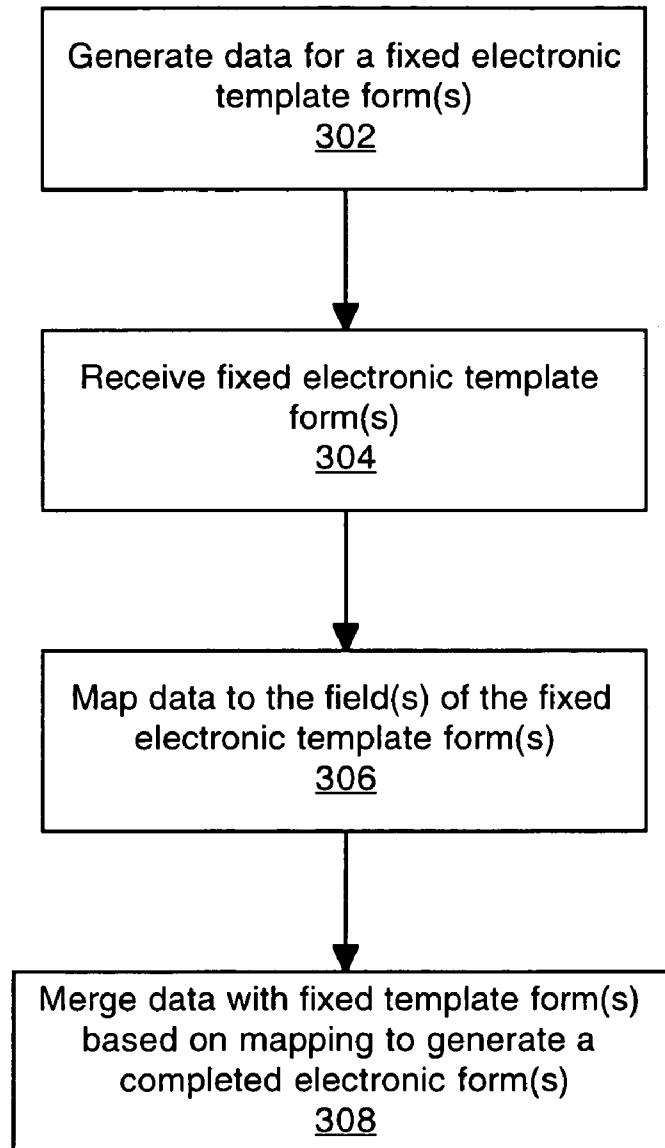 Generate data for a fixed electronic
template form(s)
302
Receive fixed electronic template
form(s)
304
Map data to the field(s) of the fixed
electronic template form(s)
306
Merge data with fixed template form(s)
based on mapping to generate a
completed electronic form(s)
308